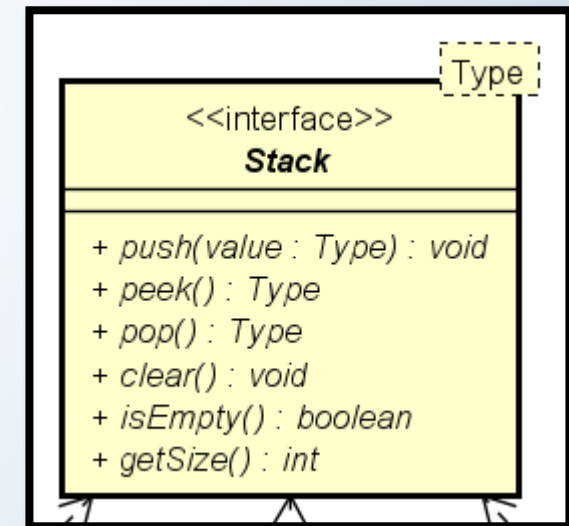 Type
<<interface>>
Stack
+ push(value : Type) : void
+ peek() : Type
+ pop() : Type
+ clear() : void
+ isEmpty() : boolean
+ getSize() : int